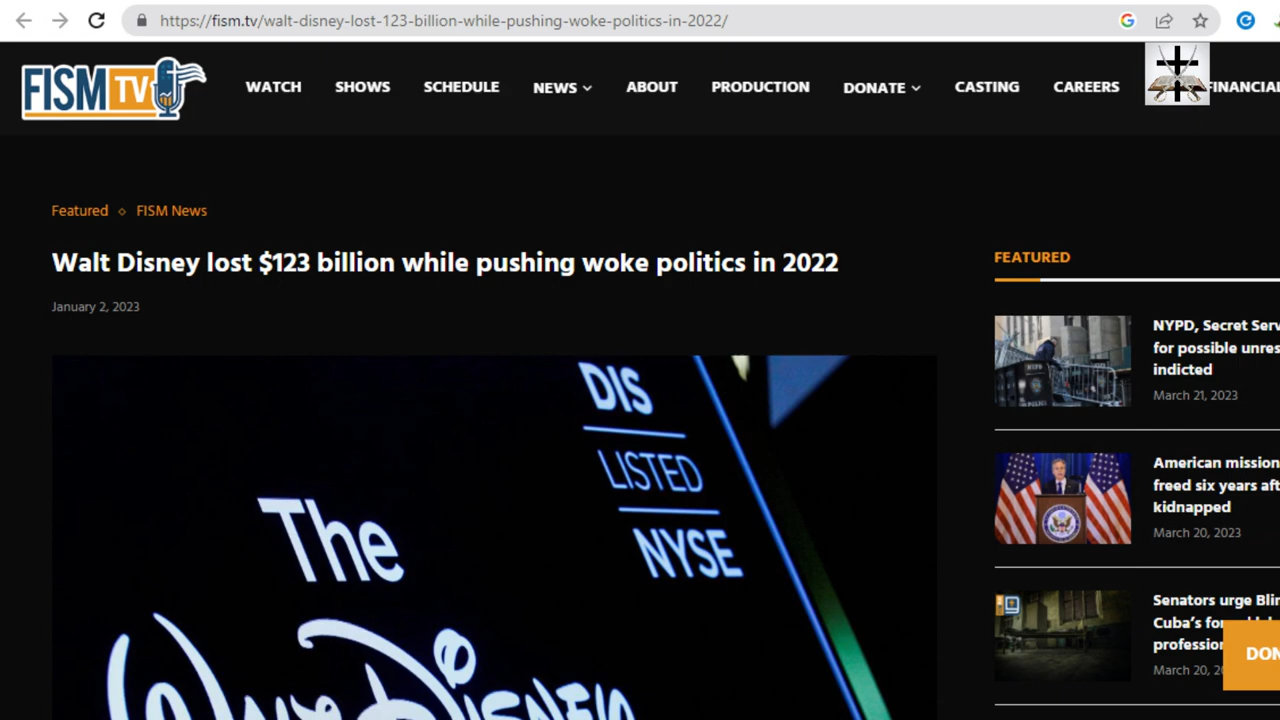 https://fism.tv/walt-disney-lost-123-billion-while-pushing-woke-politics-in-2022/
FISM TV
WATCH SHOWS SCHEDULE NEWS ABOUT PRODUCTION DONATE CASTING CAREERS FINANCIAL
Featured FISM News
Walt Disney lost $123 billion while pushing woke politics in 2022
January 2, 2023
DIS
LISTED
NYSE
The
WALT DISNEY
FEATURED
NYPD, Secret Serv
for possible unres
indicted
March 21, 2023
American mission
freed six years aft
kidnapped
March 20, 2023
Senators urge Blin
Cuba's for
profession
March 20, 20
DON